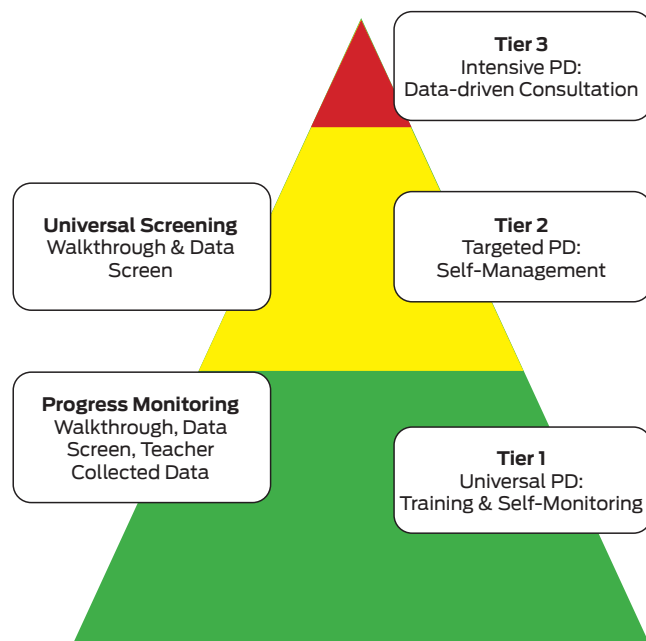 Tier 3
Intensive PD:
Data-driven Consultation
Universal Screening
Walkthrough & Data
Screen
Tier 2
Targeted PD:
Self-Management
Progress Monitoring
Walkthrough, Data
Screen, Teacher
Collected Data
Tier 1
Universal PD:
Training & Self-Monitoring